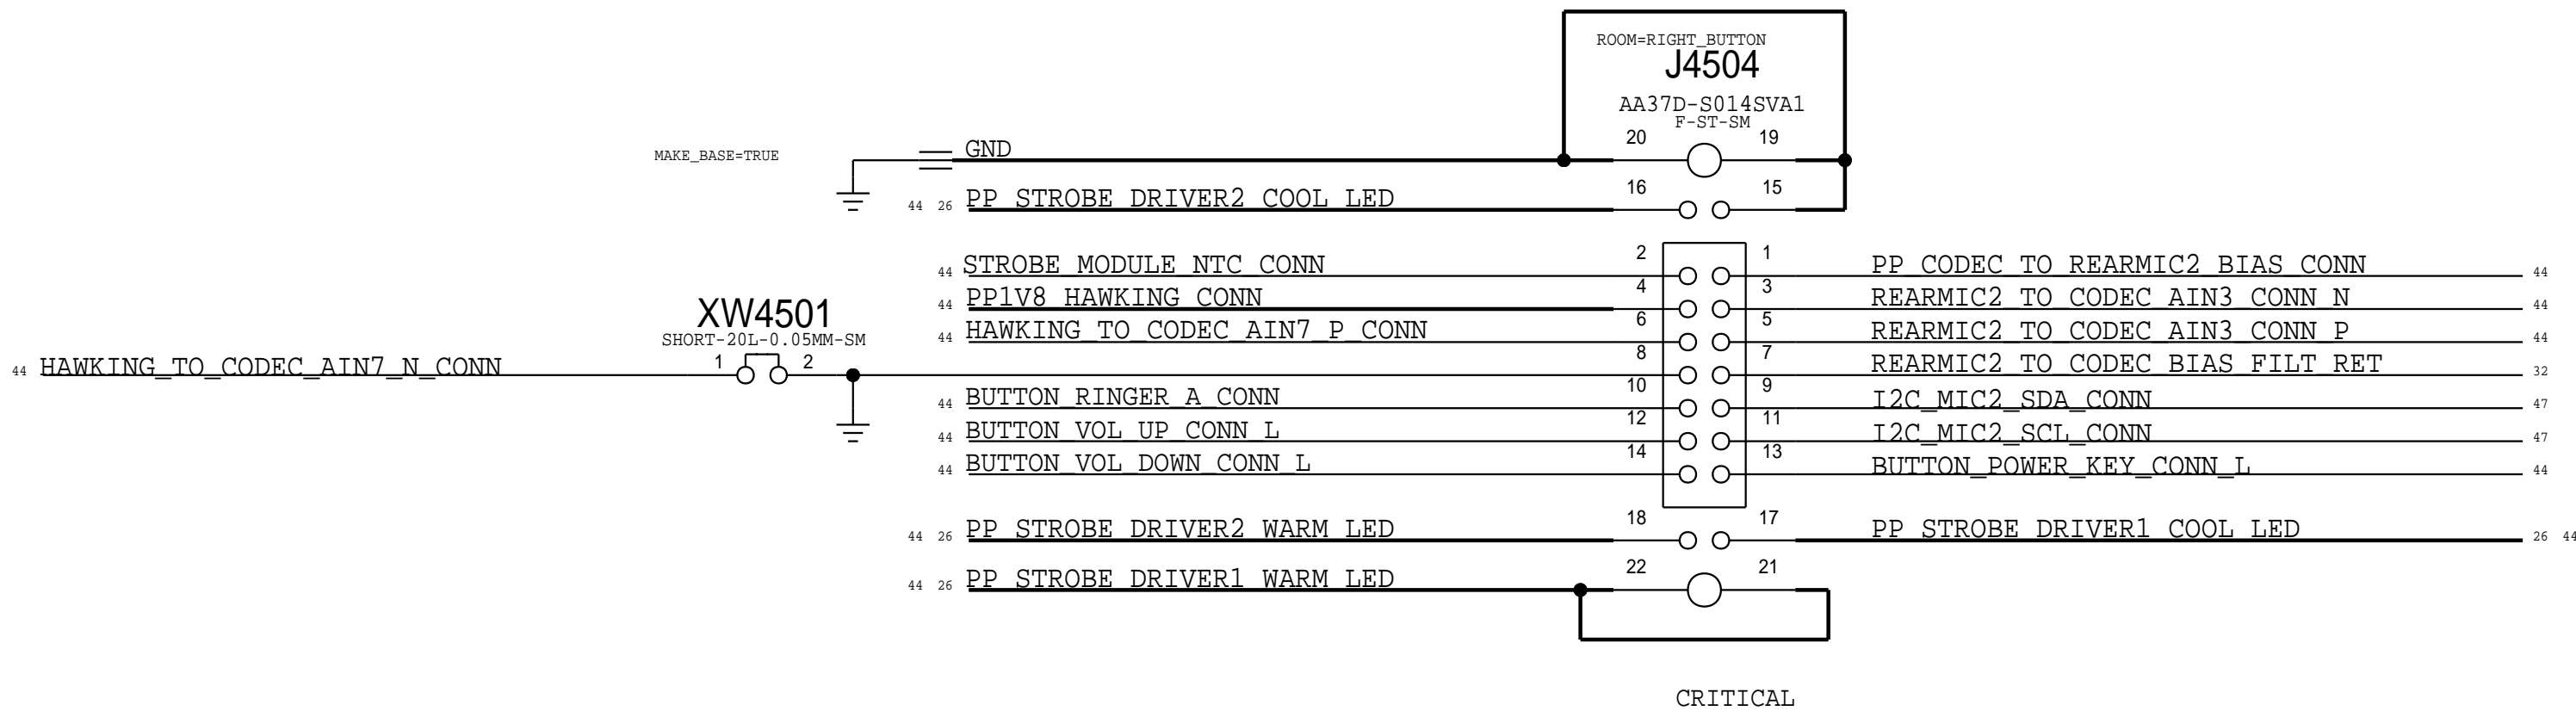 ROOM=RIGHT_BUTTON
J4504
AA37D-S014SVA1
F-ST-SM
20 19
MAKE_BASE=TRUE GND
16 15
44 26 PP_STROBE_DRIVER2_COOL_LED
2 1
44 STROBE_MODULE_NTC_CONN PP_CODEC_TO_REARMIC2_BIAS_CONN 44
4 3
44 PP1V8_HAWKING_CONN REARMIC2_TO_CODEC_AIN3_CONN_N 44
XW4501
6 5
44 HAWKING_TO_CODEC_AIN7_P_CONN REARMIC2_TO_CODEC_AIN3_CONN_P 44
SHORT-20L-0.05MM-SM
8 7
44 HAWKING_TO_CODEC_AIN7_N_CONN 1 2 REARMIC2_TO_CODEC_BIAS_FILT_RET 32
10 9
44 BUTTON_RINGER_A_CONN I2C_MIC2_SDA_CONN 47
12 11
44 BUTTON_VOL_UP_CONN_L I2C_MIC2_SCL_CONN 47
14 13
44 BUTTON_VOL_DOWN_CONN_L BUTTON_POWER_KEY_CONN_L 44
18 17
44 26 PP_STROBE_DRIVER2_WARM_LED PP_STROBE_DRIVER1_COOL_LED 26 44
22 21
44 26 PP_STROBE_DRIVER1_WARM_LED
CRITICAL